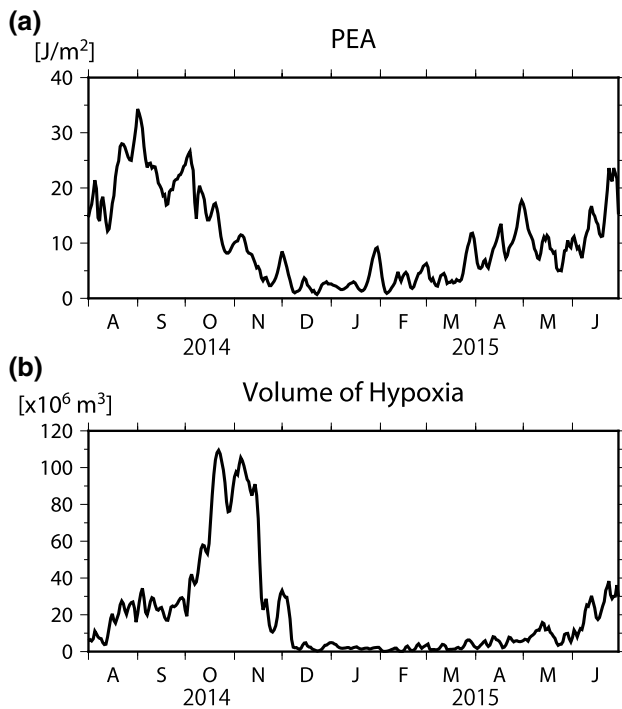 (a)
PEA
[J/m²]
40
30
20
10
0
A S O N D J F M A M J
2014 2015
(b)
Volume of Hypoxia
[x10⁶ m³]
120
100
80
60
40
20
0
A S O N D J F M A M J
2014 2015